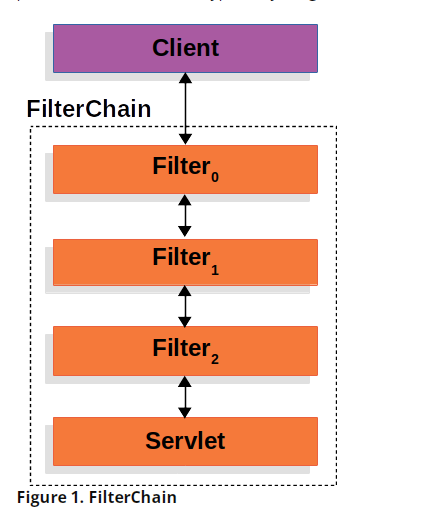 Client
FilterChain
Filter0
Filter1
Filter2
Servlet
Figure 1. FilterChain